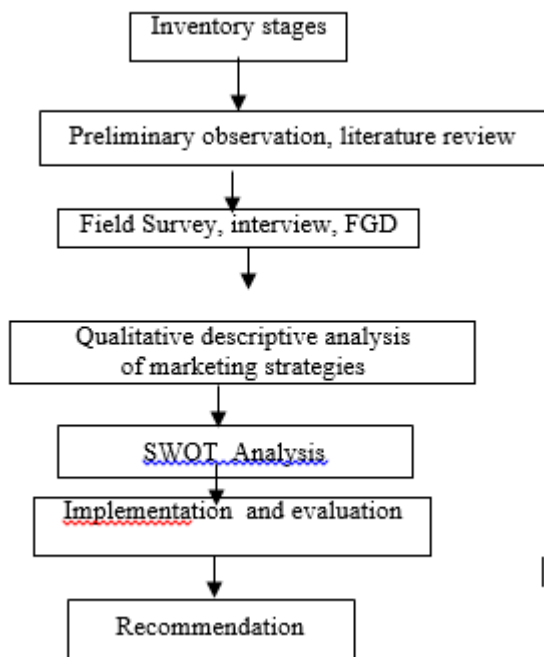 Inventory stages
Preliminary observation, literature review
Field Survey, interview, FGD
Qualitative descriptive analysis
of marketing strategies
SWOT Analysis
Implementation and evaluation
Recommendation